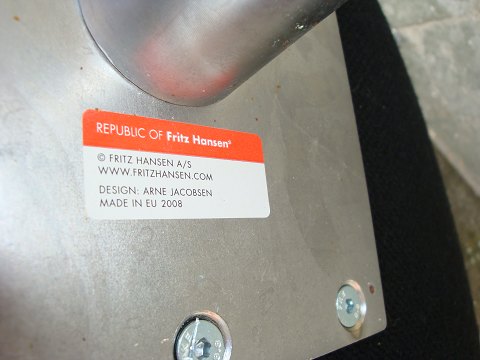 REPUBLIC OF Fritz Hansen®
© FRITZ HANSEN A/S
WWW.FRITZHANSEN.COM
DESIGN: ARNE JACOBSEN
MADE IN EU 2008